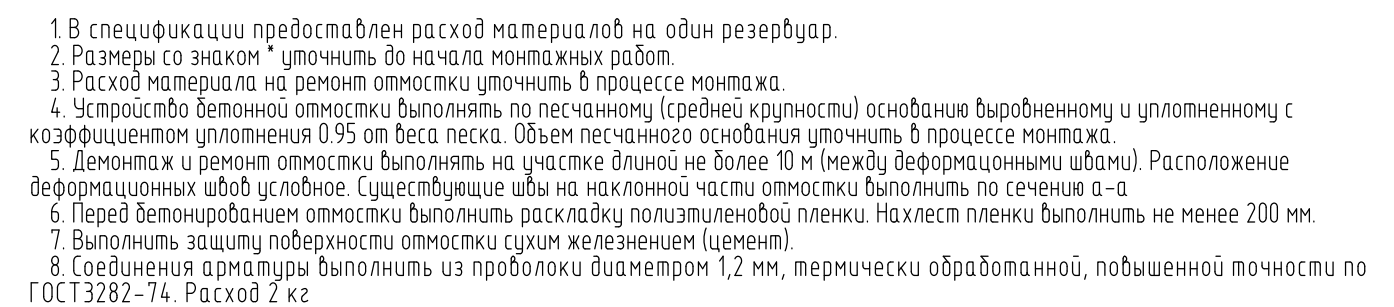 1. В спецификации предоставлен расход материалов на один резервуар.
2. Размеры со знаком * уточнить до начала монтажных работ.
3. Расход материала на ремонт отмостки уточнить в процессе монтажа.
4. Устройство бетонной отмостки выполнять по песчанному (средней крупности) основанию выровненному и уплотненному с
коэффициентом уплотнения 0.95 от веса песка. Объем песчанного основания уточнить в процессе монтажа.
5. Демонтаж и ремонт отмостки выполнять на участке длиной не более 10 м (между деформацонными швами). Расположение
деформационных швов условное. Существующие швы на наклонной части отмостки выполнить по сечению а-а
6. Перед бетонированием отмостки выполнить раскладку полиэтиленовой пленки. Нахлест пленки выполнить не менее 200 мм.
7. Выполнить защиту поверхности отмостки сухим железнением (цемент).
8. Соединения арматуры выполнить из проволоки диаметром 1,2 мм, термически обработанной, повышенной точности по
ГОСТ3282-74. Расход 2 кг